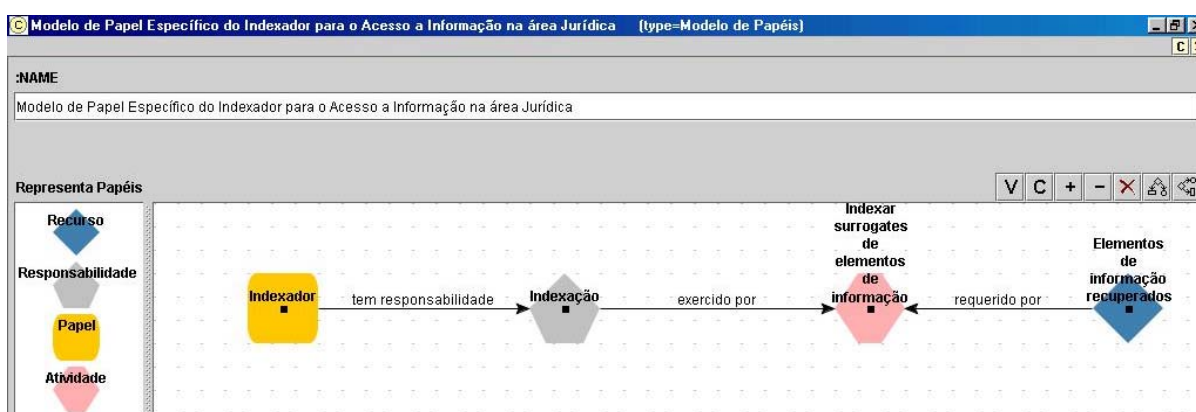 Modelo de Papel Específico do Indexador para o Acesso a Informação na área Jurídica (type=Modelo de Papéis)
C
:NAME
Modelo de Papel Específico do Indexador para o Acesso a Informação na área Jurídica
Representa Papéis
V C + -
Recurso
Responsabilidade
Papel
Atividade
Indexador
tem responsabilidade
Indexação
exercido por
Indexar
surrogates
de
elementos
de
informação
requerido por
Elementos
de
informação
recuperados